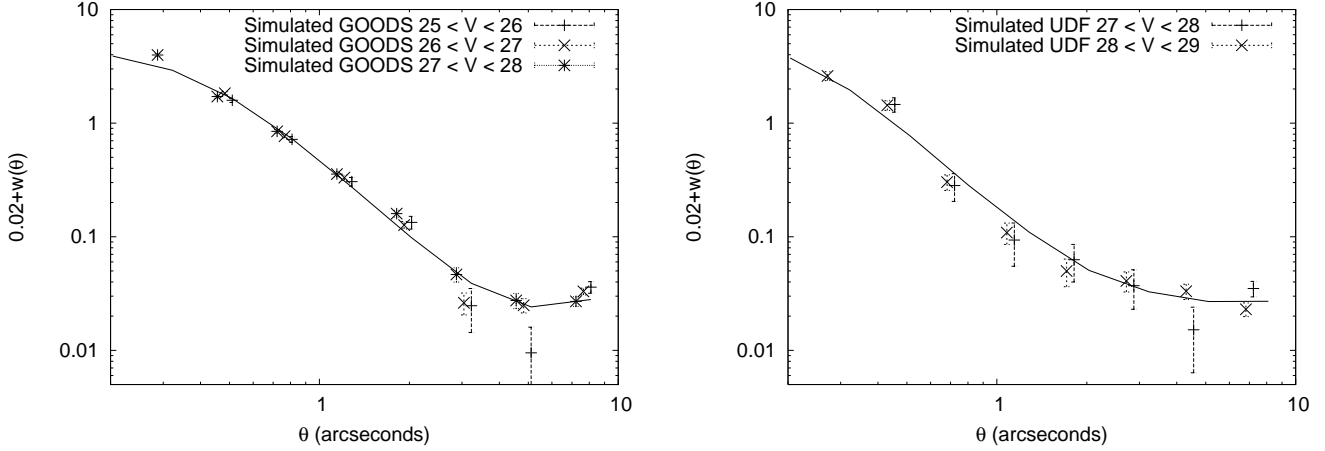 Simulated GOODS 25 < V < 26
Simulated GOODS 26 < V < 27
Simulated GOODS 27 < V < 28
10
1
0.1
0.01
0.02+w(θ)
1
10
θ (arcseconds)
Simulated UDF 27 < V < 28
Simulated UDF 28 < V < 29
10
1
0.1
0.01
0.02+w(θ)
1
10
θ (arcseconds)